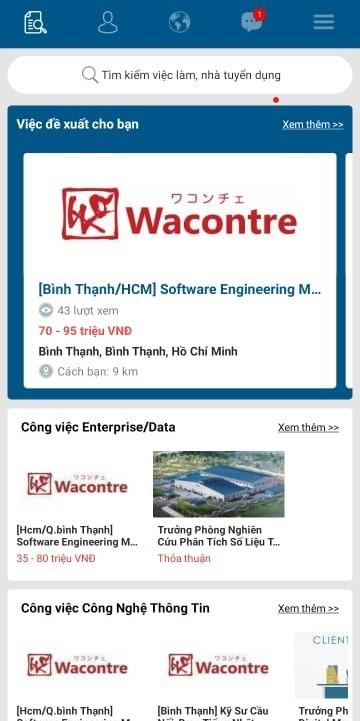 1
Tìm kiếm việc làm, nhà tuyển dụng
Việc đề xuất cho bạn
Xem thêm >>
ワコンチェ
Wacontre
[Bình Thạnh/HCM] Software Engineering M...
43 lượt xem
70 - 95 triệu VNĐ
Bình Thạnh, Bình Thạnh, Hồ Chí Minh
Cách bạn: 9 km
Công việc Enterprise/Data
Xem thêm >>
ワコンチェ
Wacontre
[Hcm/Q.bình Thạnh]
Software Engineering M...
35 - 80 triệu VNĐ
Trưởng Phòng Nghiên
Cứu Phân Tích Số Liệu T...
Thỏa thuận
Công việc Công Nghệ Thông Tin
Xem thêm >>
ワコンチェ
Wacontre
ワコンチェ
Wacontre
CLIENT
[Hcm/Q.bình Thạnh]
Software Engineering M...
[Bình Thạnh] Kỹ Sư Cầu
Trưởng Ph